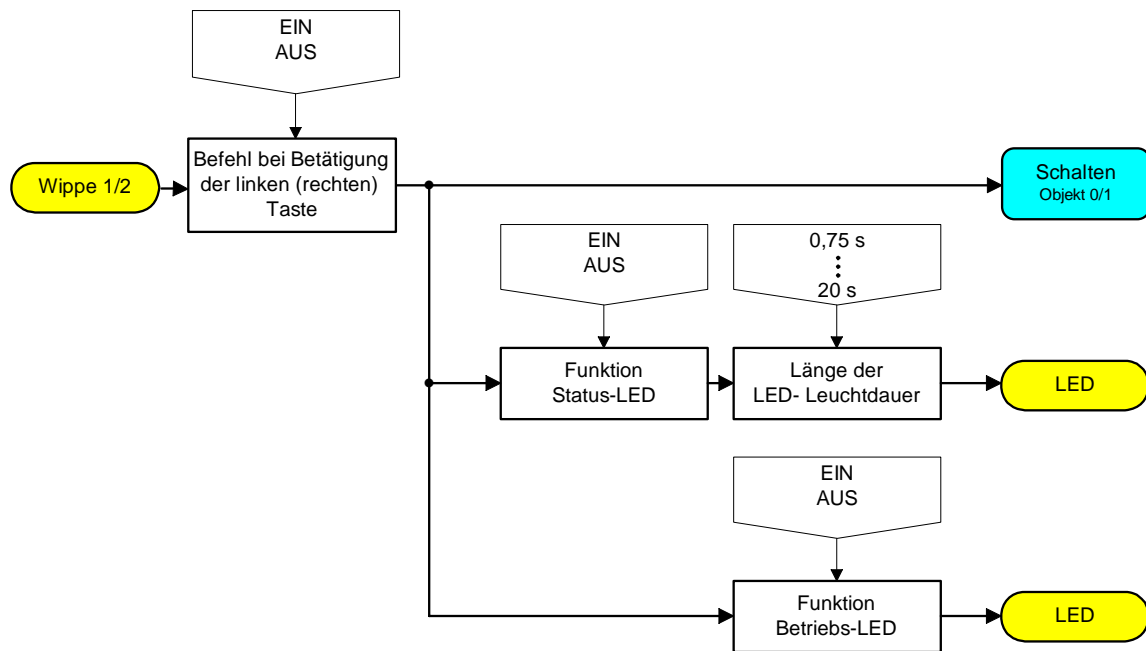 EIN
AUS
Wippe 1/2
Befehl bei Betätigung
der linken (rechten)
Taste
Schalten
Objekt 0/1
EIN
AUS
0,75 s
20 s
Funktion
Status-LED
Länge der
LED- Leuchtdauer
LED
EIN
AUS
Funktion
Betriebs-LED
LED